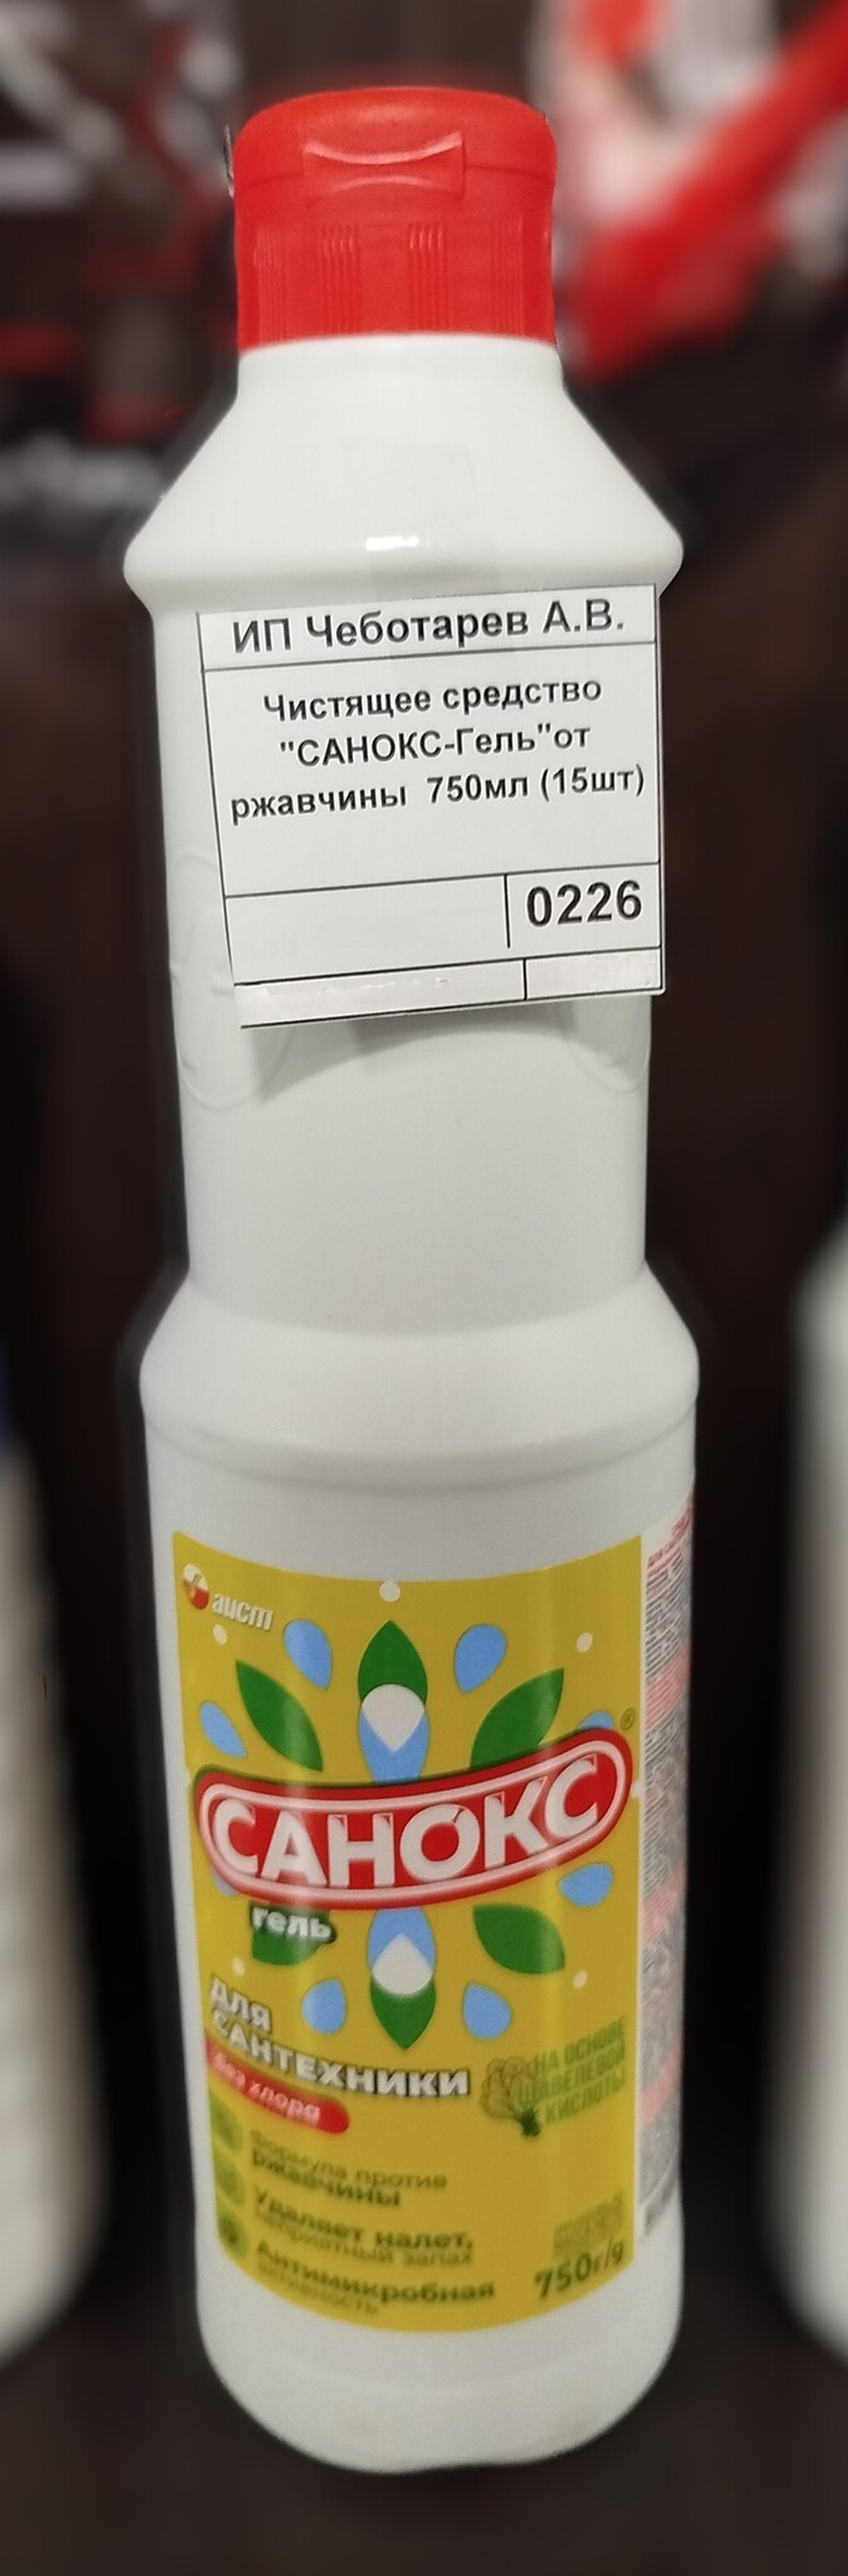 ИП Чеботарев А.В.
Чистящее средство
"САНОКС-Гель"от
ржавчины 750мл (15шт)
0226
аист
САНОКС
®
гель
для
САНТЕХНИКИ
без хлора
НА ОСНОВЕ
ЩАВЕЛЕВОЙ
КИСЛОТЫ
Формула против
ржавчины
Удаляет налет,
неприятный запах
Антимикробная
активность
750г/g